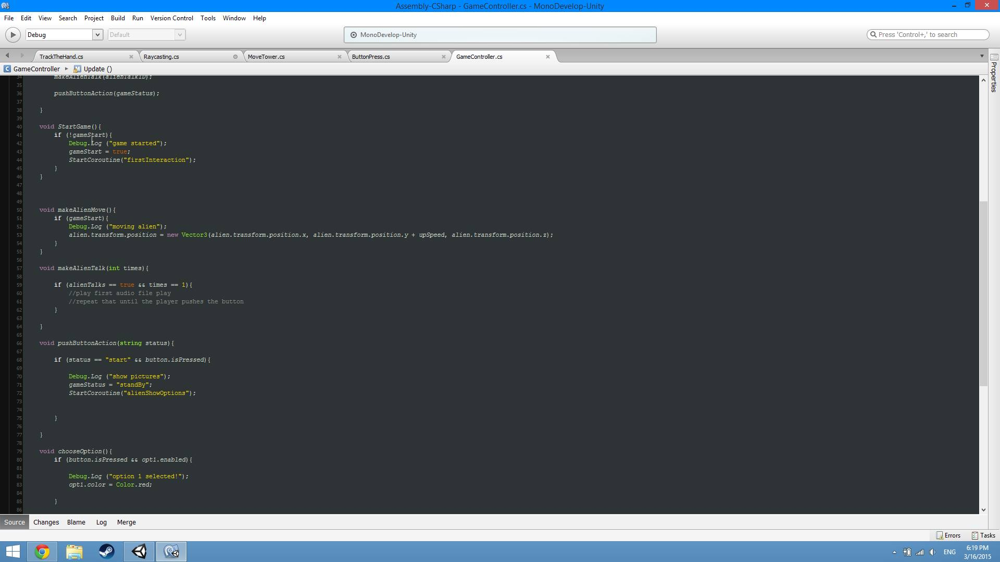 Assembly-CSharp - GameController.cs - MonoDevelop-Unity
File Edit View Search Project Build Run Version Control Tools Window Help
Debug Default MonoDevelop-Unity Press 'Control+,' to search
TrackTheHand.cs Raycasting.cs MoveTower.cs ButtonPress.cs GameController.cs
GameController Update ()
Properties
34 makeAlienTalk(alienTalkID);
35
36 pushButtonAction(gameStatus);
37
38 }
39
40 void StartGame(){
41 if (!gameStart){
42 Debug.Log ("game started");
43 gameStart = true;
44 StartCoroutine("firstInteraction");
45 }
46 }
47
48
49
50 void makeAlienMove(){
51 if (gameStart){
52 Debug.Log ("moving alien");
53 alien.transform.position = new Vector3(alien.transform.position.x, alien.transform.position.y + upSpeed, alien.transform.position.z);
54 }
55 }
56
57 void makeAlienTalk(int times){
58
59 if (alienTalks == true && times == 1){
60 //play first audio file play
61 //repeat that until the player pushes the button
62 }
63
64 }
65
66 void pushButtonAction(string status){
67
68 if (status == "start" && button.isPressed){
69
70 Debug.Log ("show pictures");
71 gameStatus = "standBy";
72 StartCoroutine("alienShowOptions");
73
74
75 }
76
77 }
78
79 void chooseOption(){
80 if (button.isPressed && opt1.enabled){
81
82 Debug.Log ("option 1 selected!");
83 opt1.color = Color.red;
84
85 }
86
Source Changes Blame Log Merge
Errors Tasks
ENG 6:19 PM
3/16/2015